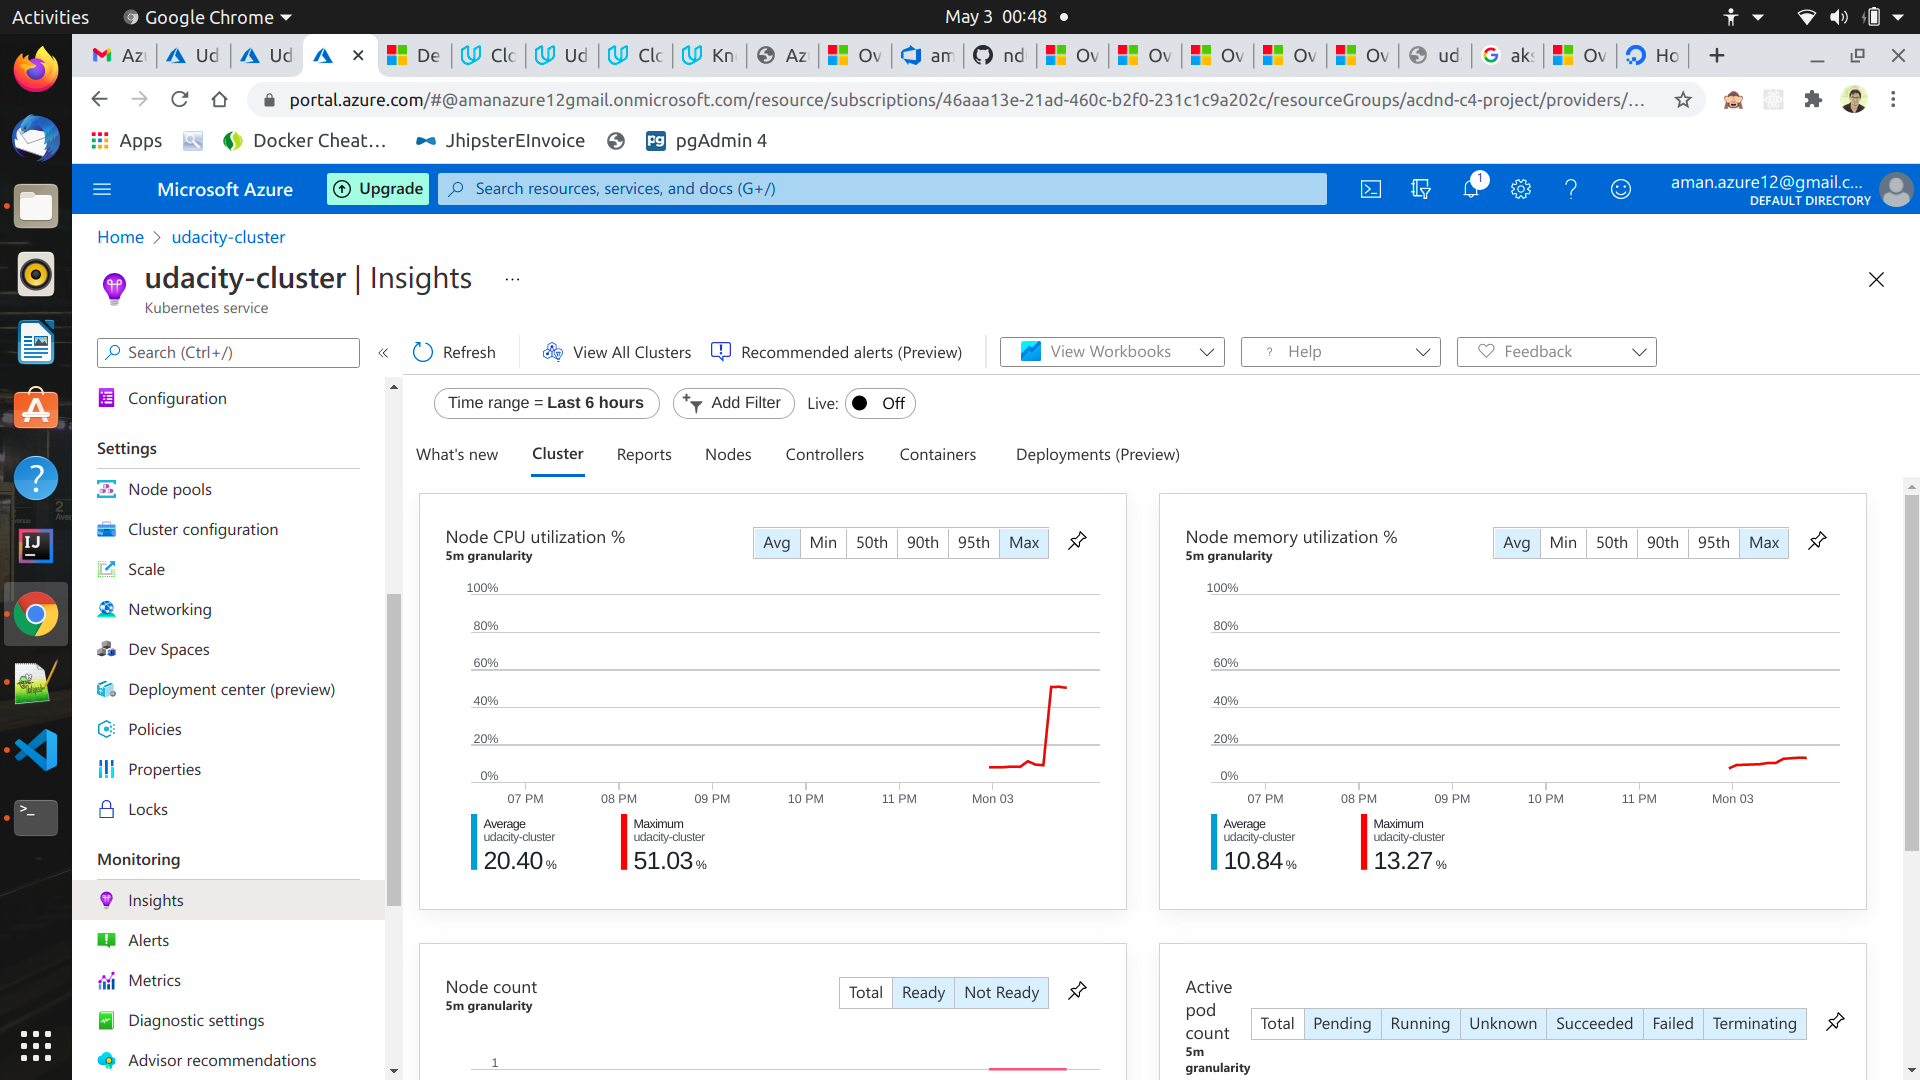 Activities
Google Chrome
May 3 00:48
Azu
Ud
Ud
De
Clo
Ud
Clo
Kn
Az
Ov
am
nd
Ov
Ov
Ov
Ov
Ov
ud
aks
Ov
Ho
portal.azure.com/#@amanazure12gmail.onmicrosoft.com/resource/subscriptions/46aaa13e-21ad-460c-b2f0-231c1c9a202c/resourceGroups/acdnd-c4-project/providers/...
Apps
Docker Cheat...
JhipsterEInvoice
pgAdmin 4
Microsoft Azure
Upgrade
Search resources, services, and docs (G+/)
1
aman.azure12@gmail.c...
DEFAULT DIRECTORY
Home
udacity-cluster
udacity-cluster | Insights
...
Kubernetes service
Search (Ctrl+/)
«
Refresh
View All Clusters
Recommended alerts (Preview)
View Workbooks
? Help
Feedback
Configuration
Settings
Node pools
Cluster configuration
Scale
Networking
Dev Spaces
Deployment center (preview)
Policies
Properties
Locks
Monitoring
Insights
Alerts
Metrics
Diagnostic settings
Advisor recommendations
Time range = Last 6 hours
Add Filter
Live:
Off
What's new
Cluster
Reports
Nodes
Controllers
Containers
Deployments (Preview)
Node CPU utilization %
5m granularity
Avg
Min
50th
90th
95th
Max
100%
80%
60%
40%
20%
0%
07 PM
08 PM
09 PM
10 PM
11 PM
Mon 03
Average
udacity-cluster
20.40 %
Maximum
udacity-cluster
51.03 %
Node memory utilization %
5m granularity
Avg
Min
50th
90th
95th
Max
100%
80%
60%
40%
20%
0%
07 PM
08 PM
09 PM
10 PM
11 PM
Mon 03
Average
udacity-cluster
10.84 %
Maximum
udacity-cluster
13.27 %
Node count
5m granularity
Total
Ready
Not Ready
1
Active
pod
count
5m
granularity
Total
Pending
Running
Unknown
Succeeded
Failed
Terminating